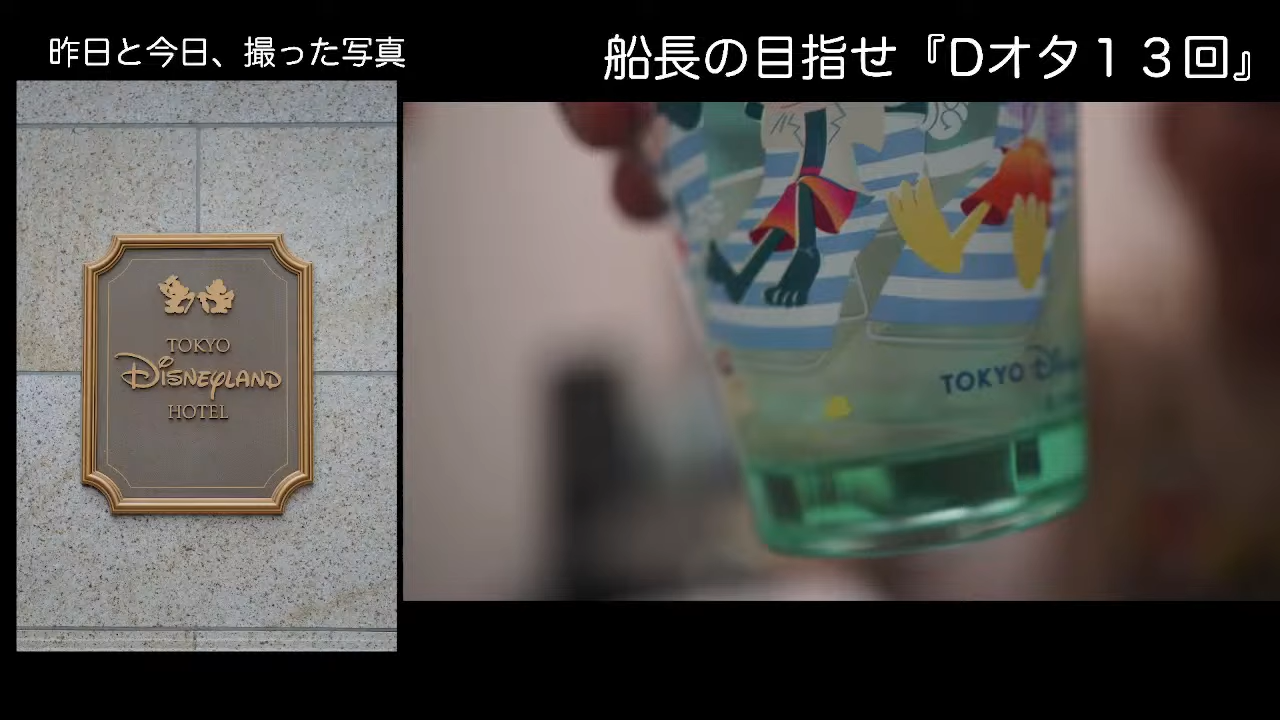 昨日と今日、撮った写真
船長の目指せ『Dオタ１３回』
TOKYO
DISNEYLAND
HOTEL
TOKYO Disney